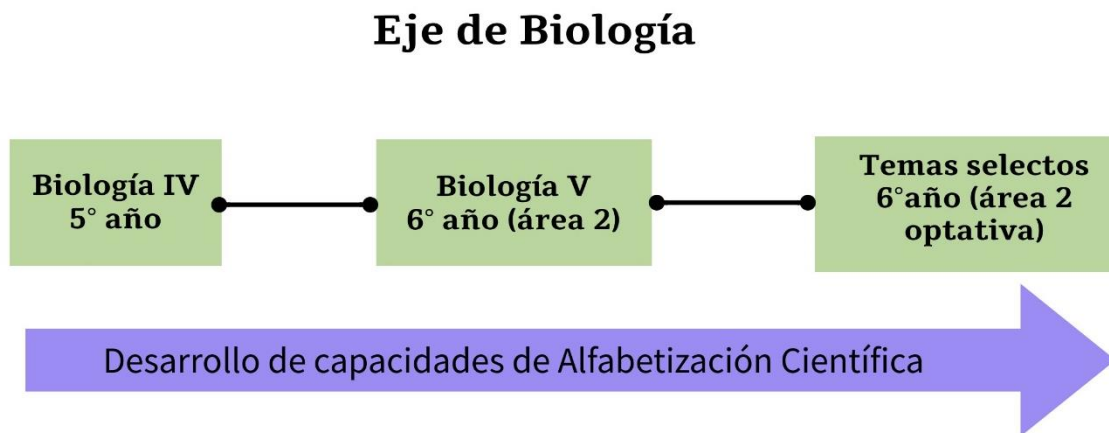 Eje de Biología
Biología IV
5° año
Biología V
6° año (área 2)
Temas selectos
6°año (área 2
optativa)
Desarrollo de capacidades de Alfabetización Científica